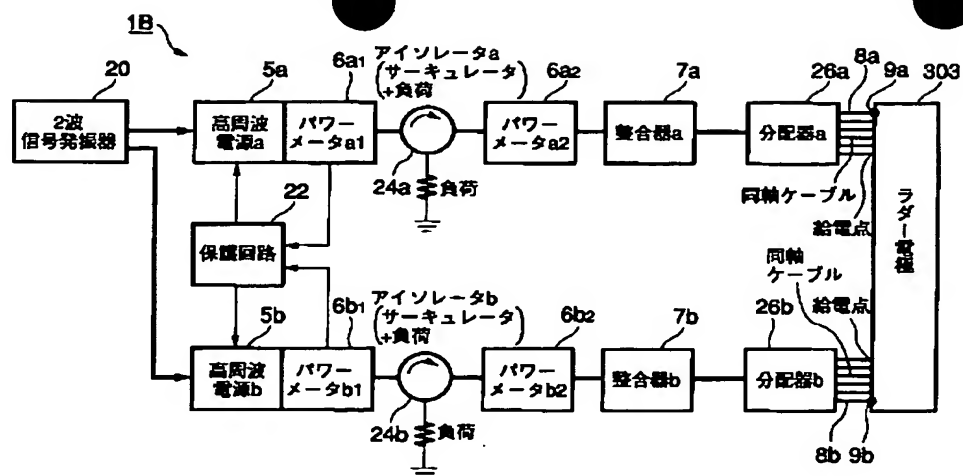 1B
20
2波
信号発振器
5a
高周波
電源a
6a1
パワー
メータa1
アイソレータa
(サーキュレータ
+負荷)
24a
負荷
6a2
パワー
メータa2
7a
整合器a
26a
分配器a
8a
9a
303
同軸ケーブル
給電点
ラダー電極
22
保護回路
5b
高周波
電源b
6b1
パワー
メータb1
アイソレータb
(サーキュレータ
+負荷)
24b
負荷
6b2
パワー
メータb2
7b
整合器b
26b
分配器b
同軸
ケーブル
給電点
8b
9b